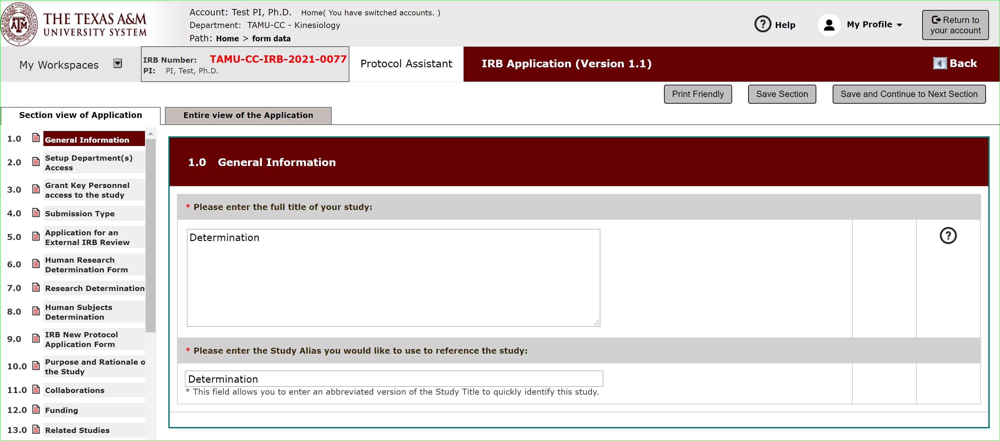 THE TEXAS A&M
UNIVERSITY SYSTEM
Account: Test PI, Ph.D. Home( You have switched accounts. )
Department: TAMU-CC - Kinesiology
Path: Home > form data
? Help
My Profile
Return to
your account
My Workspaces
IRB Number: TAMU-CC-IRB-2021-0077
PI: PI, Test, Ph.D.
Protocol Assistant
IRB Application (Version 1.1)
Back
Print Friendly
Save Section
Save and Continue to Next Section
Section view of Application
Entire view of the Application
1.0 General Information
2.0 Setup Department(s)
Access
3.0 Grant Key Personnel
access to the study
4.0 Submission Type
5.0 Application for an
External IRB Review
6.0 Human Research
Determination Form
7.0 Research Determination
8.0 Human Subjects
Determination
9.0 IRB New Protocol
Application Form
10.0 Purpose and Rationale o
the Study
11.0 Collaborations
12.0 Funding
13.0 Related Studies
1.0 General Information
* Please enter the full title of your study:
Determination
?
* Please enter the Study Alias you would like to use to reference the study:
Determination
* This field allows you to enter an abbreviated version of the Study Title to quickly identify this study.